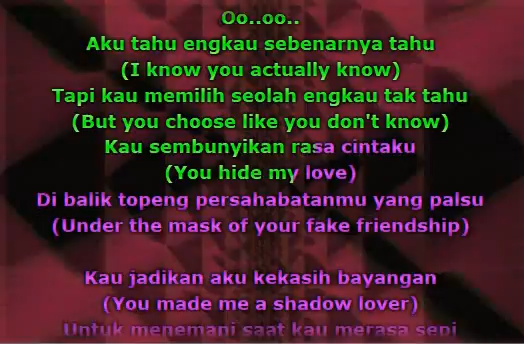 Oo..oo..
Aku tahu engkau sebenarnya tahu
(I know you actually know)
Tapi kau memilih seolah engkau tak tahu
(But you choose like you don't know)
Kau sembunyikan rasa cintaku
(You hide my love)
Di balik topeng persahabatanmu yang palsu
(Under the mask of your fake friendship)
Kau jadikan aku kekasih bayangan
(You made me a shadow lover)
Untuk menemani saat kau merasa sepi